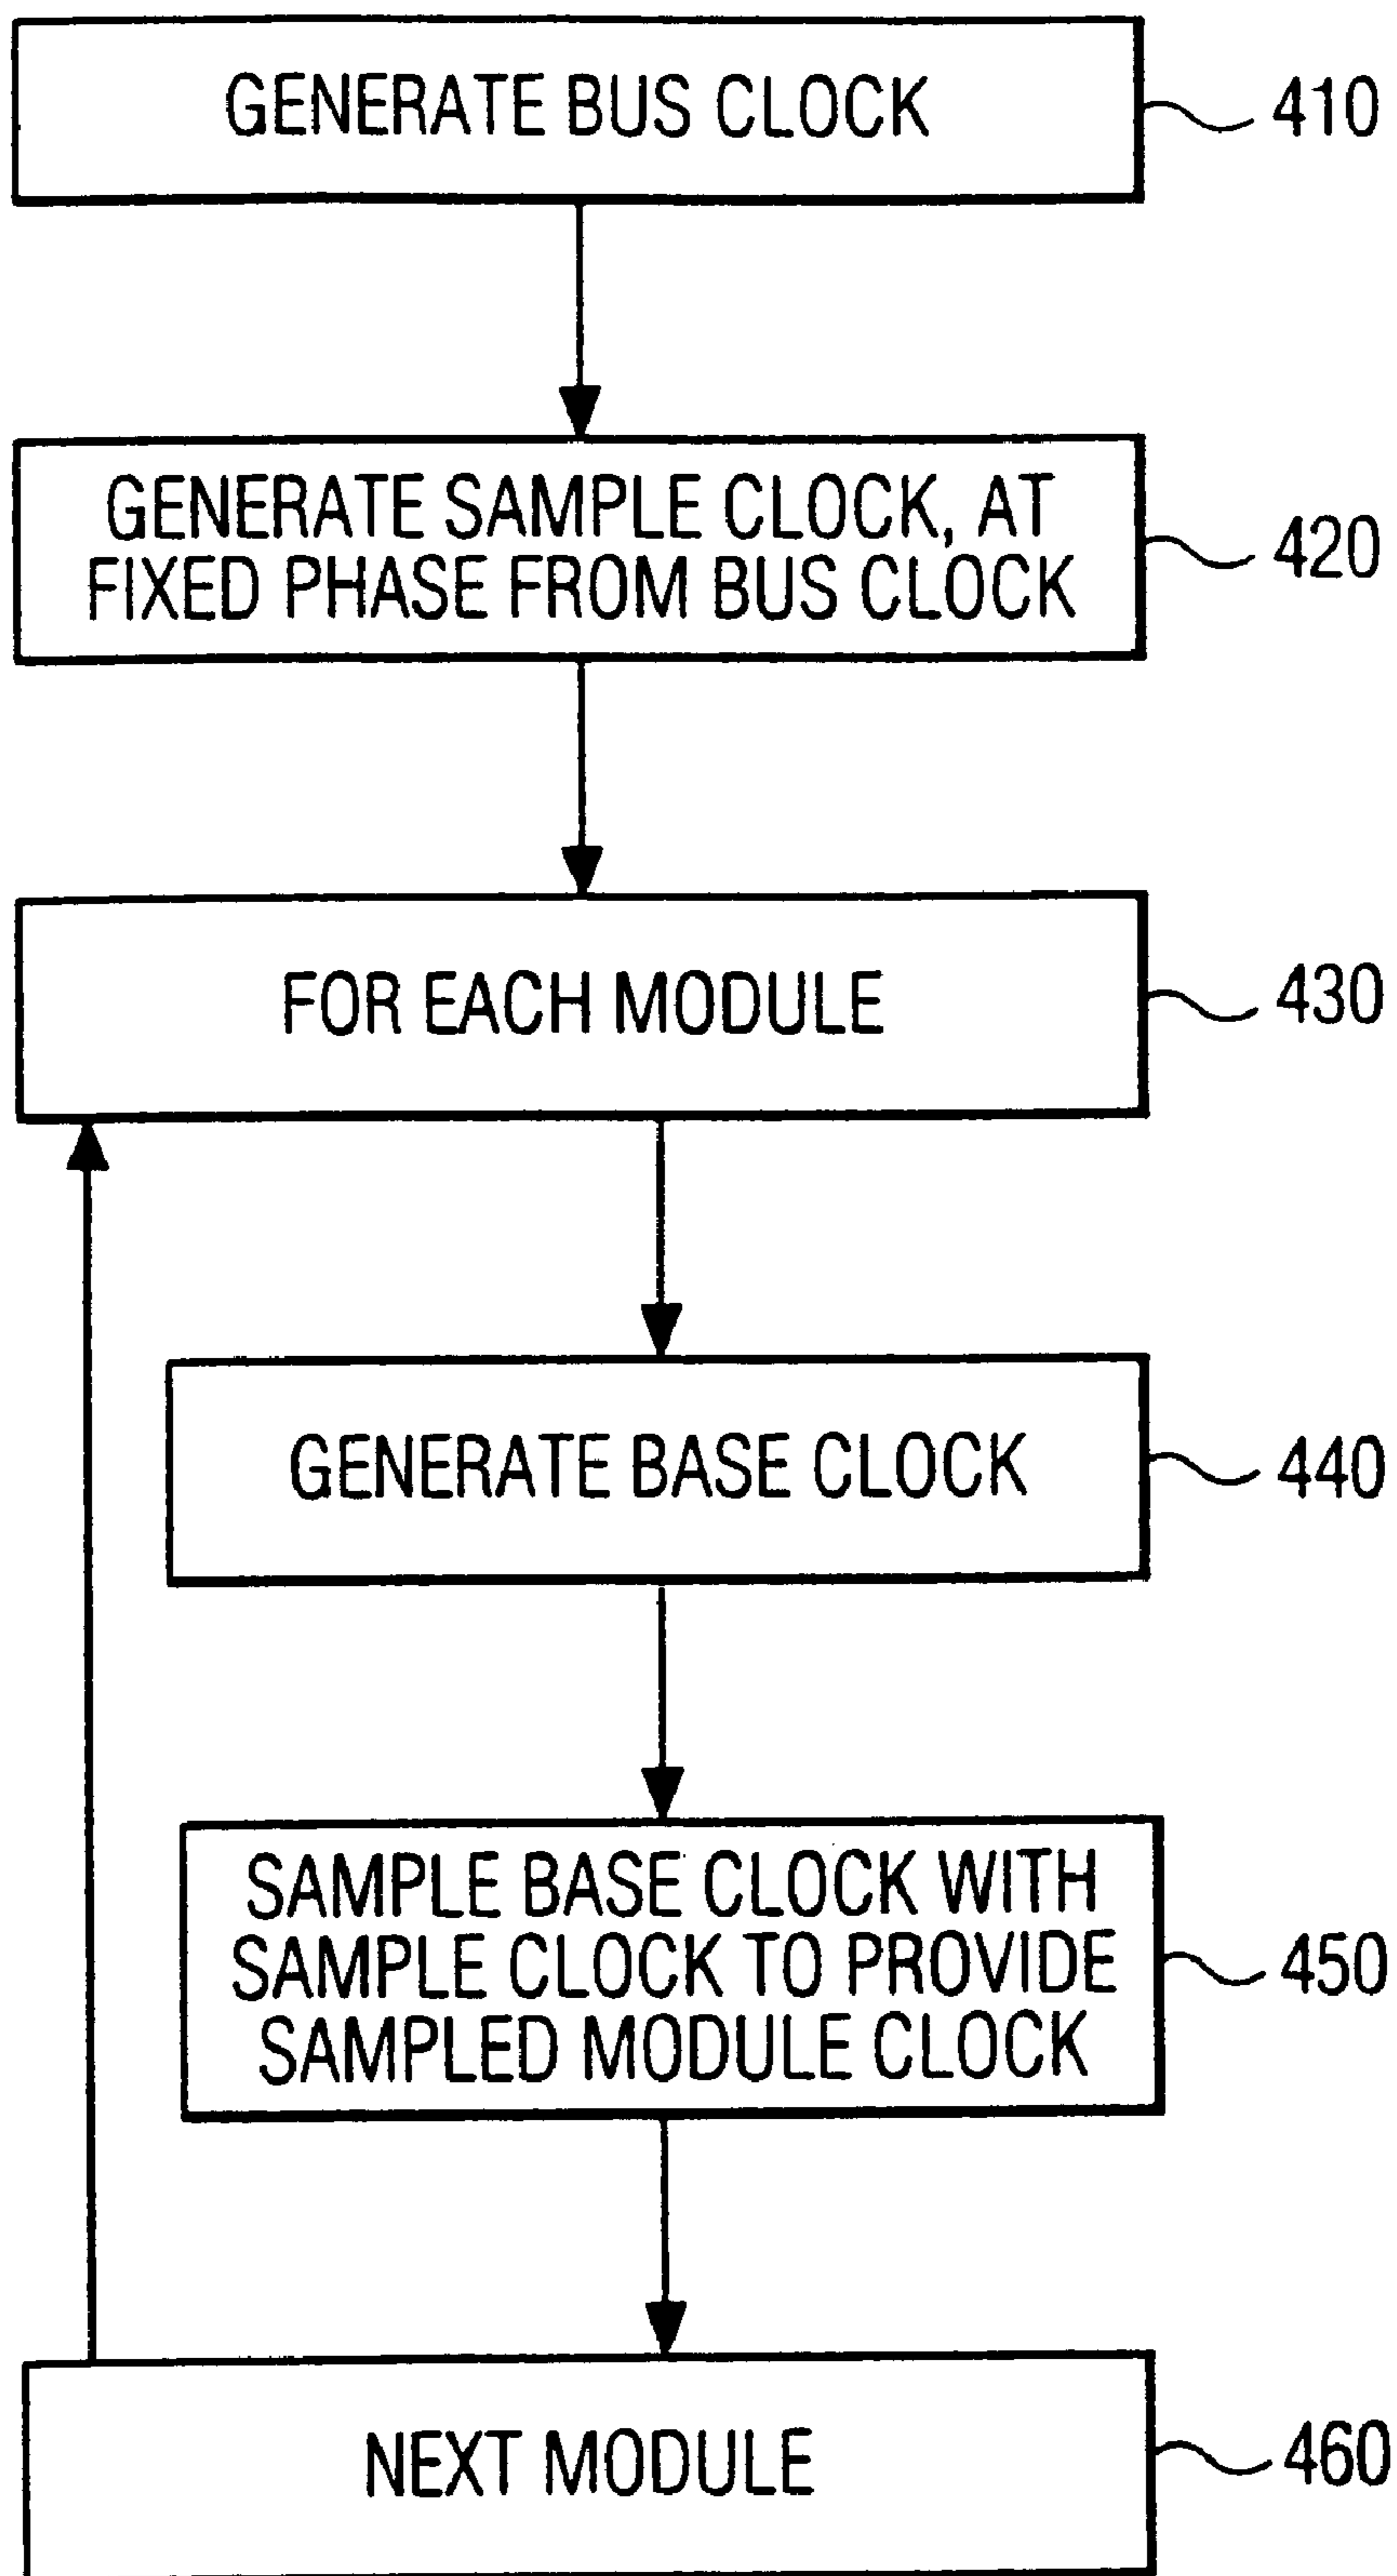 GENERATE BUS CLOCK
410
GENERATE SAMPLE CLOCK, AT
FIXED PHASE FROM BUS CLOCK
420
FOR EACH MODULE
430
GENERATE BASE CLOCK
440
SAMPLE BASE CLOCK WITH
SAMPLE CLOCK TO PROVIDE
SAMPLED MODULE CLOCK
450
NEXT MODULE
460